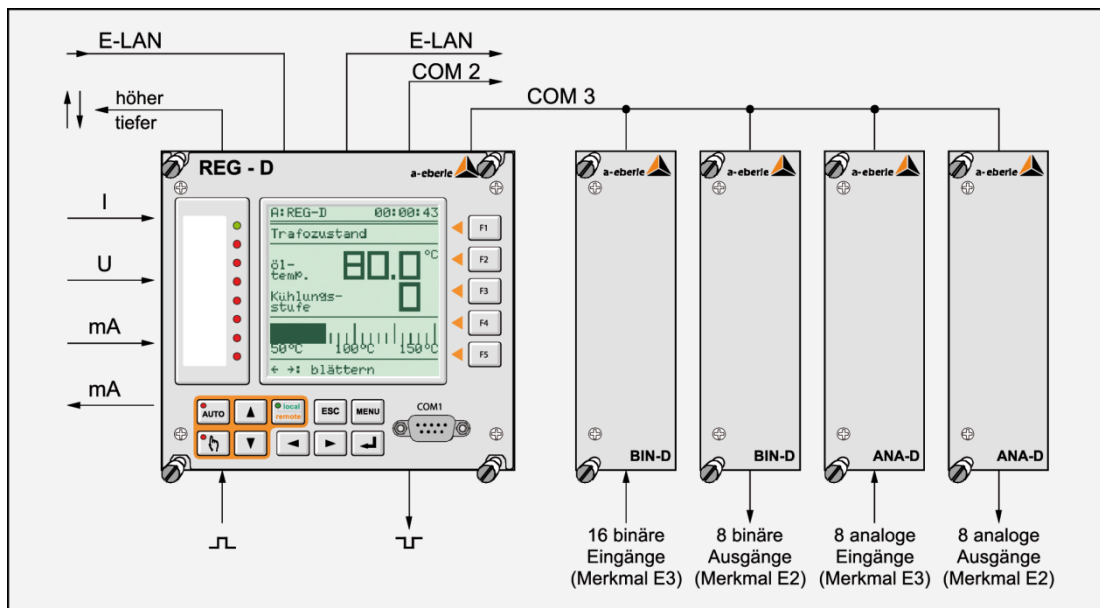 E-LAN
E-LAN
COM 2
COM 3
höher
tiefer
I
U
mA
mA
REG - D
a-eberle
A:REG-D 00:00:43
Trafozustand
öl-
temp.
80.0 °C
Kühlungs-
stufe
0
50°C 100°C 150°C
← →: blättern
F1
F2
F3
F4
F5
AUTO
local
remote
ESC
MENU
COM1
a-eberle
BIN-D
16 binäre
Eingänge
(Merkmal E3)
a-eberle
BIN-D
8 binäre
Ausgänge
(Merkmal E2)
a-eberle
ANA-D
8 analoge
Eingänge
(Merkmal E3)
a-eberle
ANA-D
8 analoge
Ausgänge
(Merkmal E2)